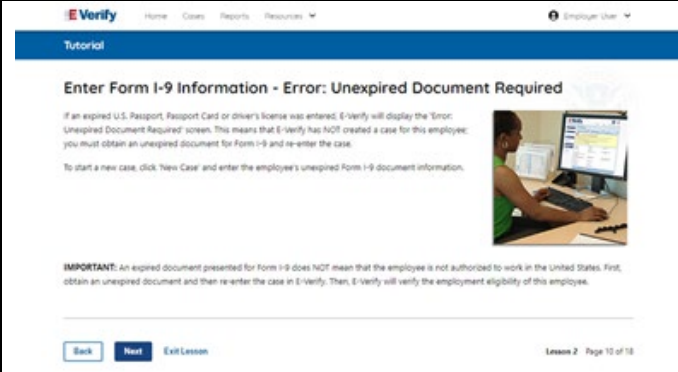 E-Verify
Home Cases Reports Resources
Employer User
Tutorial
Enter Form I-9 Information - Error: Unexpired Document Required
If an expired U.S. Passport, Passport Card or driver's license was entered, E-Verify will display the 'Error:
Unexpired Document Required' screen. This means that E-Verify has NOT created a case for this employee;
you must obtain an unexpired document for Form I-9 and re-enter the case.
To start a new case, click 'New Case' and enter the employee's unexpired Form I-9 document information.
IMPORTANT: An expired document presented for Form I-9 does NOT mean that the employee is not authorized to work in the United States. First,
obtain an unexpired document and then re-enter the case in E-Verify. Then, E-Verify will verify the employment eligibility of this employee.
Back Next Exit Lesson
Lesson 2 Page 10 of 18